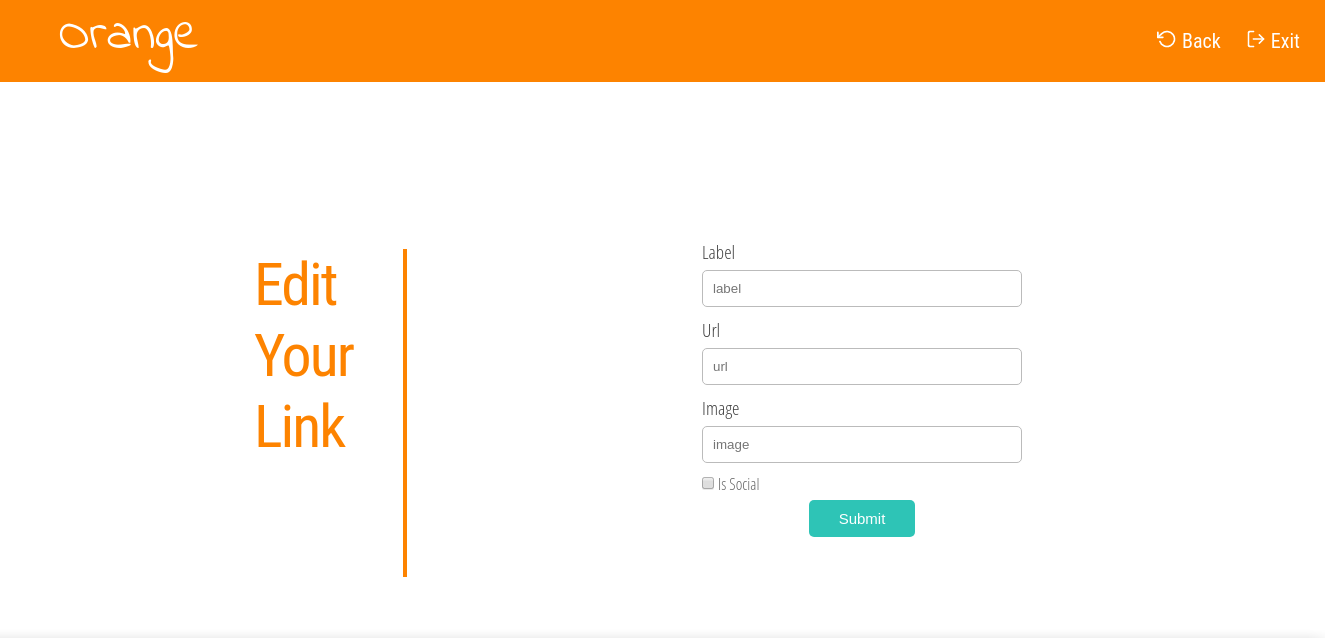 orange
Back
Exit
Edit
Your
Link
Label
label
Url
url
Image
image
Is Social
Submit